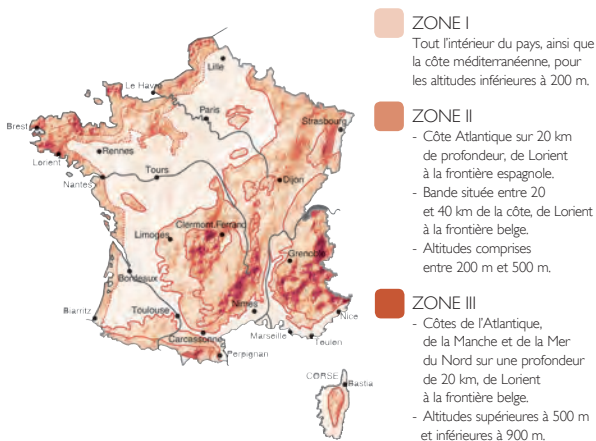 Lille
Le Havre
Paris
Brest
Strasbourg
Rennes
Lorient
Tours
Nantes
Dijon
Clermont-Ferrand
Limoges
Grenoble
Bordeaux
Biarritz
Toulouse
Nîmes
Nice
Marseille
Toulon
Carcassonne
Perpignan
CORSE
Bastia
ZONE I
Tout l'intérieur du pays, ainsi que
la côte méditerranéenne, pour
les altitudes inférieures à 200 m.
ZONE II
- Côte Atlantique sur 20 km
de profondeur, de Lorient
à la frontière espagnole.
- Bande située entre 20
et 40 km de la côte, de Lorient
à la frontière belge.
- Altitudes comprises
entre 200 m et 500 m.
ZONE III
- Côtes de l'Atlantique,
de la Manche et de la Mer
du Nord sur une profondeur
de 20 km, de Lorient
à la frontière belge.
- Altitudes supérieures à 500 m
et inférieures à 900 m.